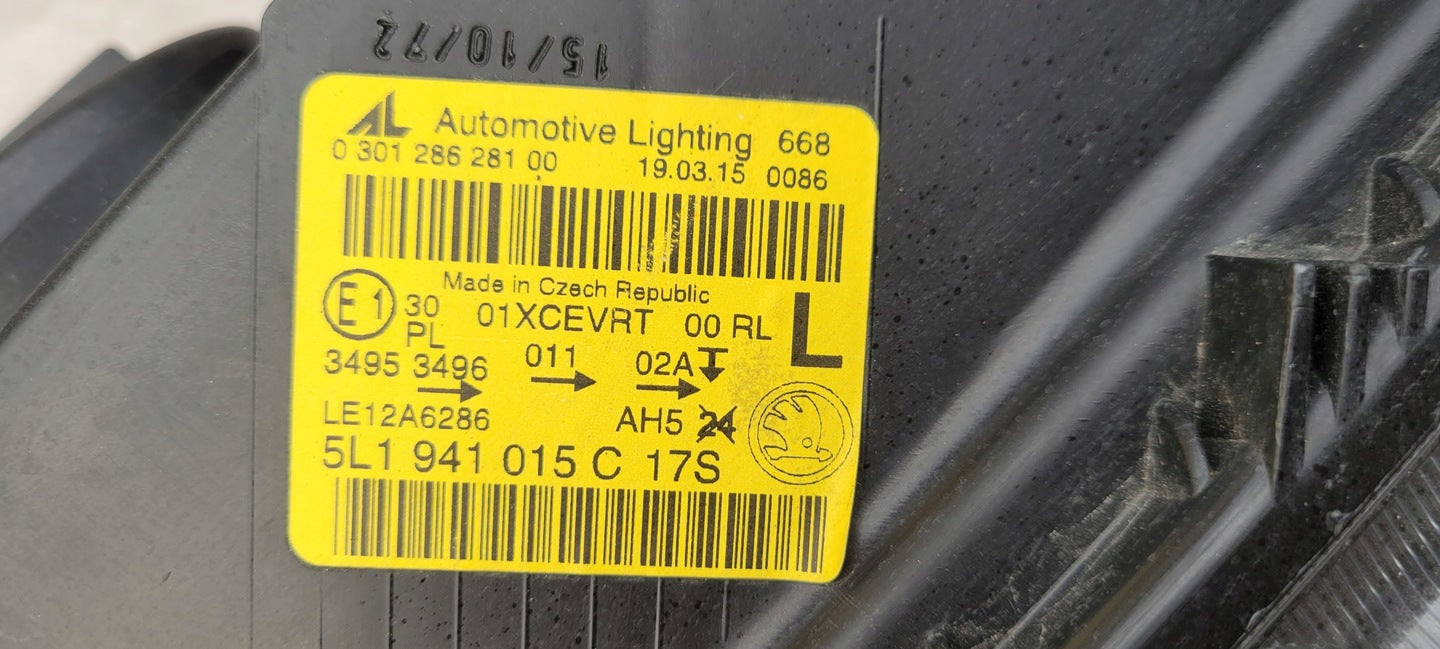 15/10/72
AL Automotive Lighting 668
0 301 286 281 00 19.03.15 0086
Made in Czech Republic
E1 30 01XCEVRT 00 RL L
PL
3495 3496 011 02A
LE12A6286 AH5 24
5L1 941 015 C 17S